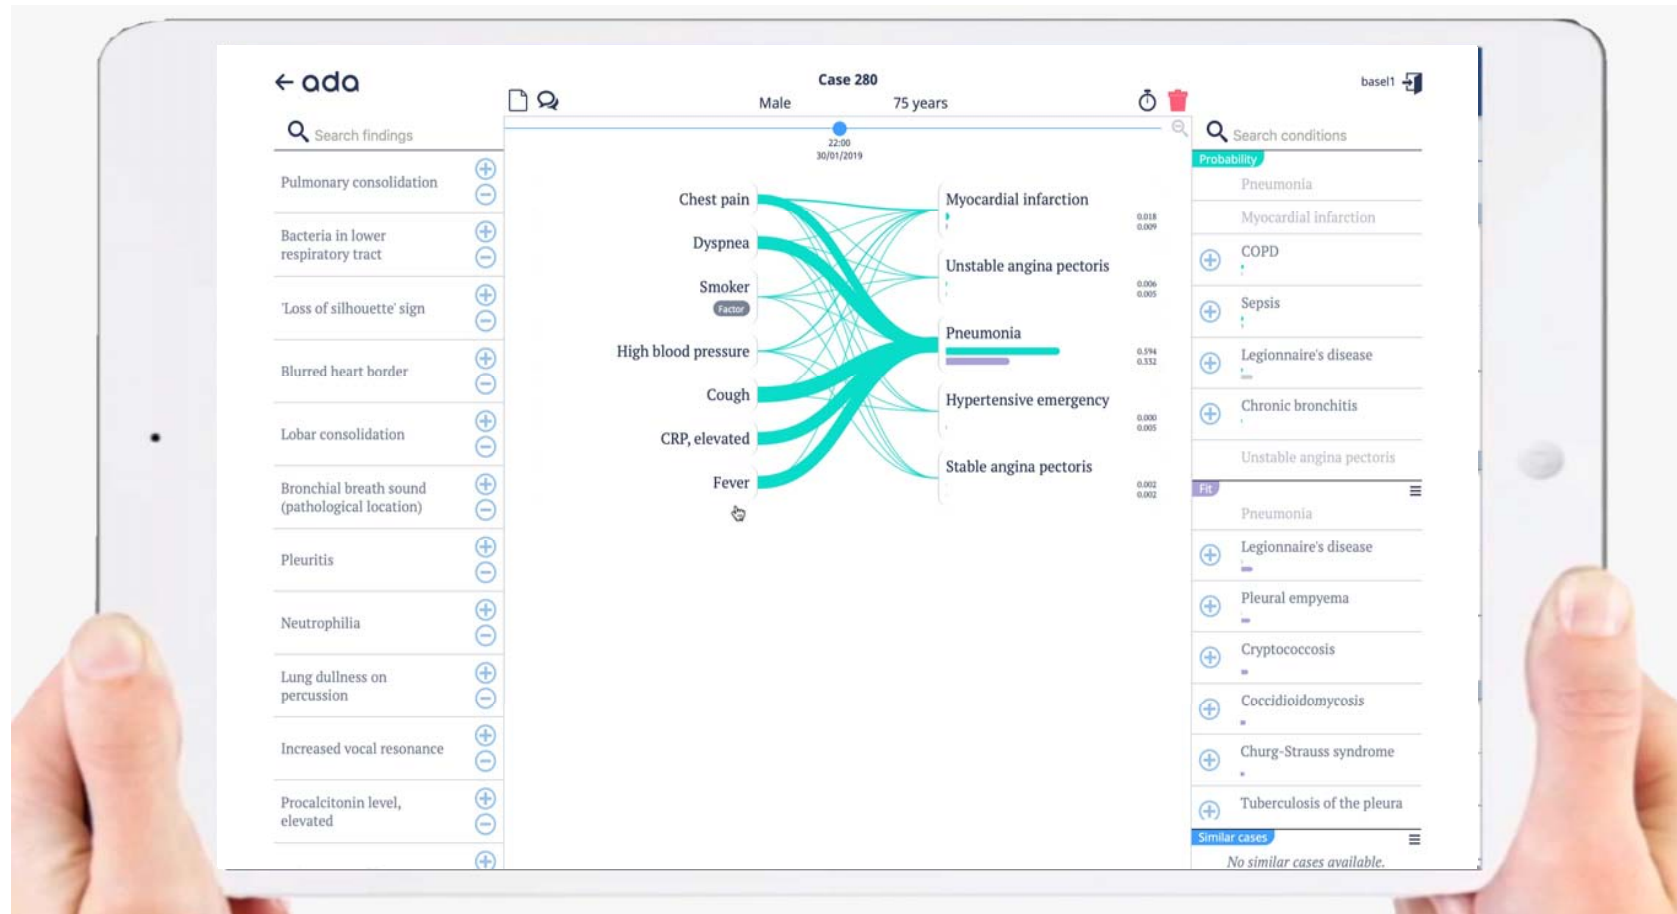 ada
Case 280
basel1
Male
75 years
Search findings
22:00
30/01/2019
Pulmonary consolidation
Bacteria in lower
respiratory tract
'Loss of silhouette' sign
Blurred heart border
Lobar consolidation
Bronchial breath sound
(pathological location)
Pleuritis
Neutrophilia
Lung dullness on
percussion
Increased vocal resonance
Procalcitonin level,
elevated
Chest pain
Dyspnea
Smoker
Factor
High blood pressure
Cough
CRP, elevated
Fever
Myocardial infarction
0.018
0.009
Unstable angina pectoris
0.006
0.005
Pneumonia
0.594
0.332
Hypertensive emergency
0.000
0.005
Stable angina pectoris
0.002
0.002
Search conditions
Probability
Pneumonia
Myocardial infarction
COPD
Sepsis
Legionnaire's disease
Chronic bronchitis
Unstable angina pectoris
Fit
Pneumonia
Legionnaire's disease
Pleural empyema
Cryptococcosis
Coccidioidomycosis
Churg-Strauss syndrome
Tuberculosis of the pleura
Similar cases
No similar cases available.